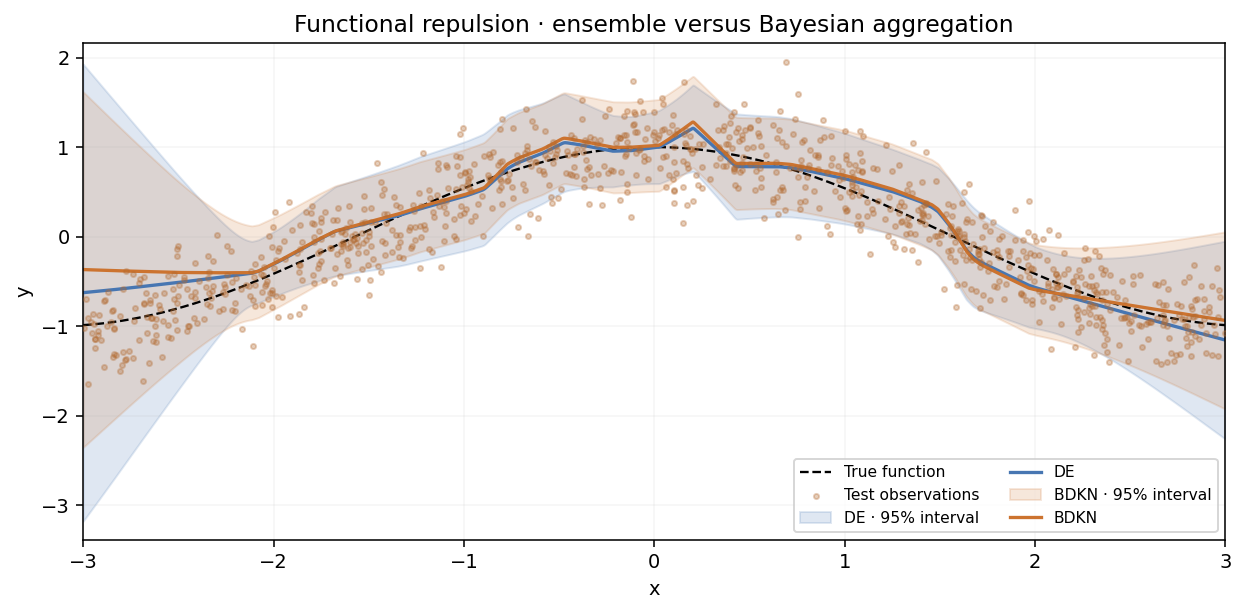 Functional repulsion · ensemble versus Bayesian aggregation
y
2
1
0
−1
−2
−3
−3 −2 −1 0 1 2 3
x
True function
Test observations
DE · 95% interval
DE
BDKN · 95% interval
BDKN